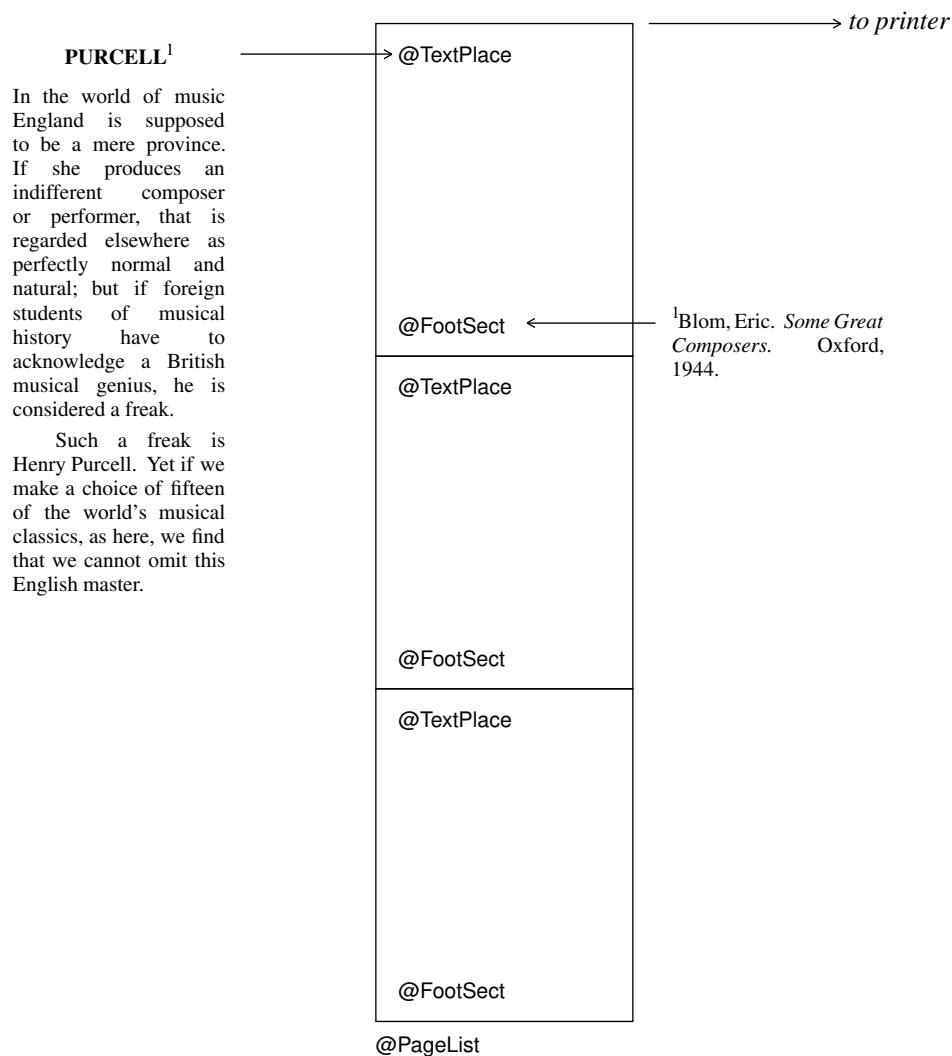 to printer
PURCELL¹
In the world of music
England is supposed
to be a mere province.
If she produces an
indifferent composer
or performer, that is
regarded elsewhere as
perfectly normal and
natural; but if foreign
students of musical
history have to
acknowledge a British
musical genius, he is
considered a freak.
Such a freak is
Henry Purcell. Yet if we
make a choice of fifteen
of the world's musical
classics, as here, we find
that we cannot omit this
English master.
@TextPlace
@FootSect
¹Blom, Eric. Some Great
Composers. Oxford,
1944.
@TextPlace
@FootSect
@TextPlace
@FootSect
@PageList